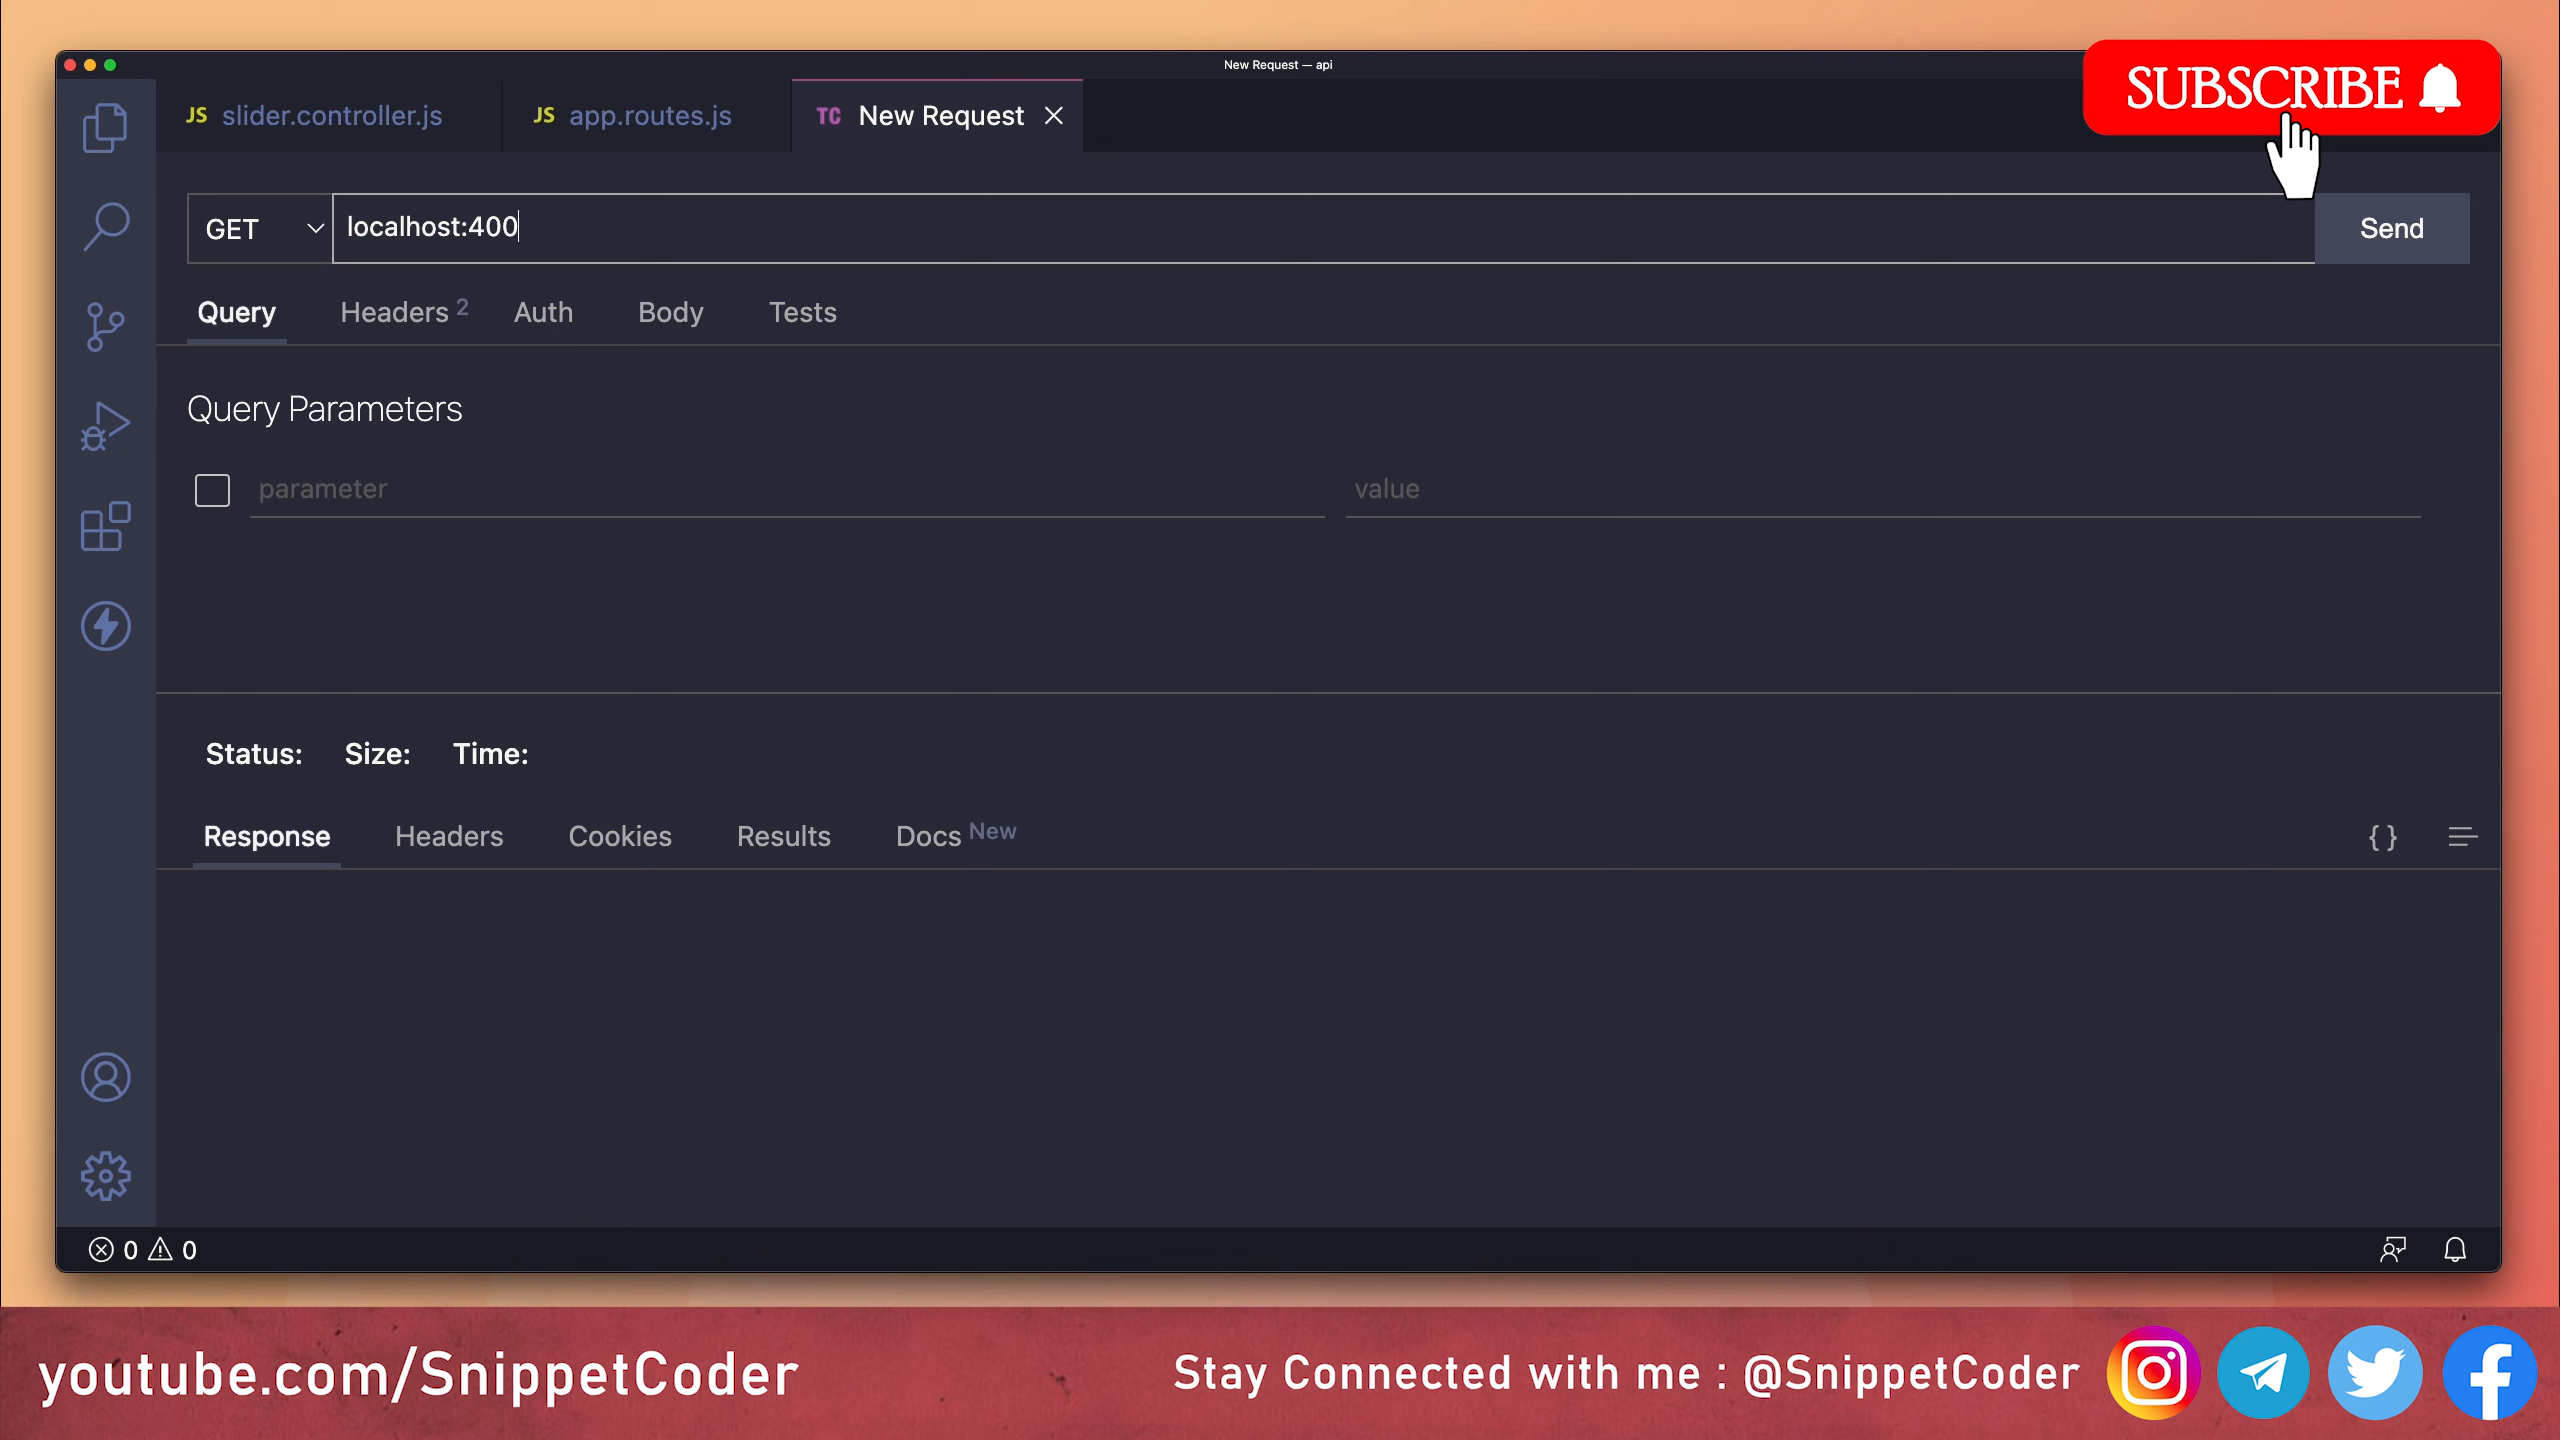 New Request — api
SUBSCRIBE
JS slider.controller.js
JS app.routes.js
TC New Request
GET
localhost:400
Send
Query
Headers 2
Auth
Body
Tests
Query Parameters
parameter
value
Status:
Size:
Time:
Response
Headers
Cookies
Results
Docs New
{ }
0
0
youtube.com/SnippetCoder
Stay Connected with me : @SnippetCoder